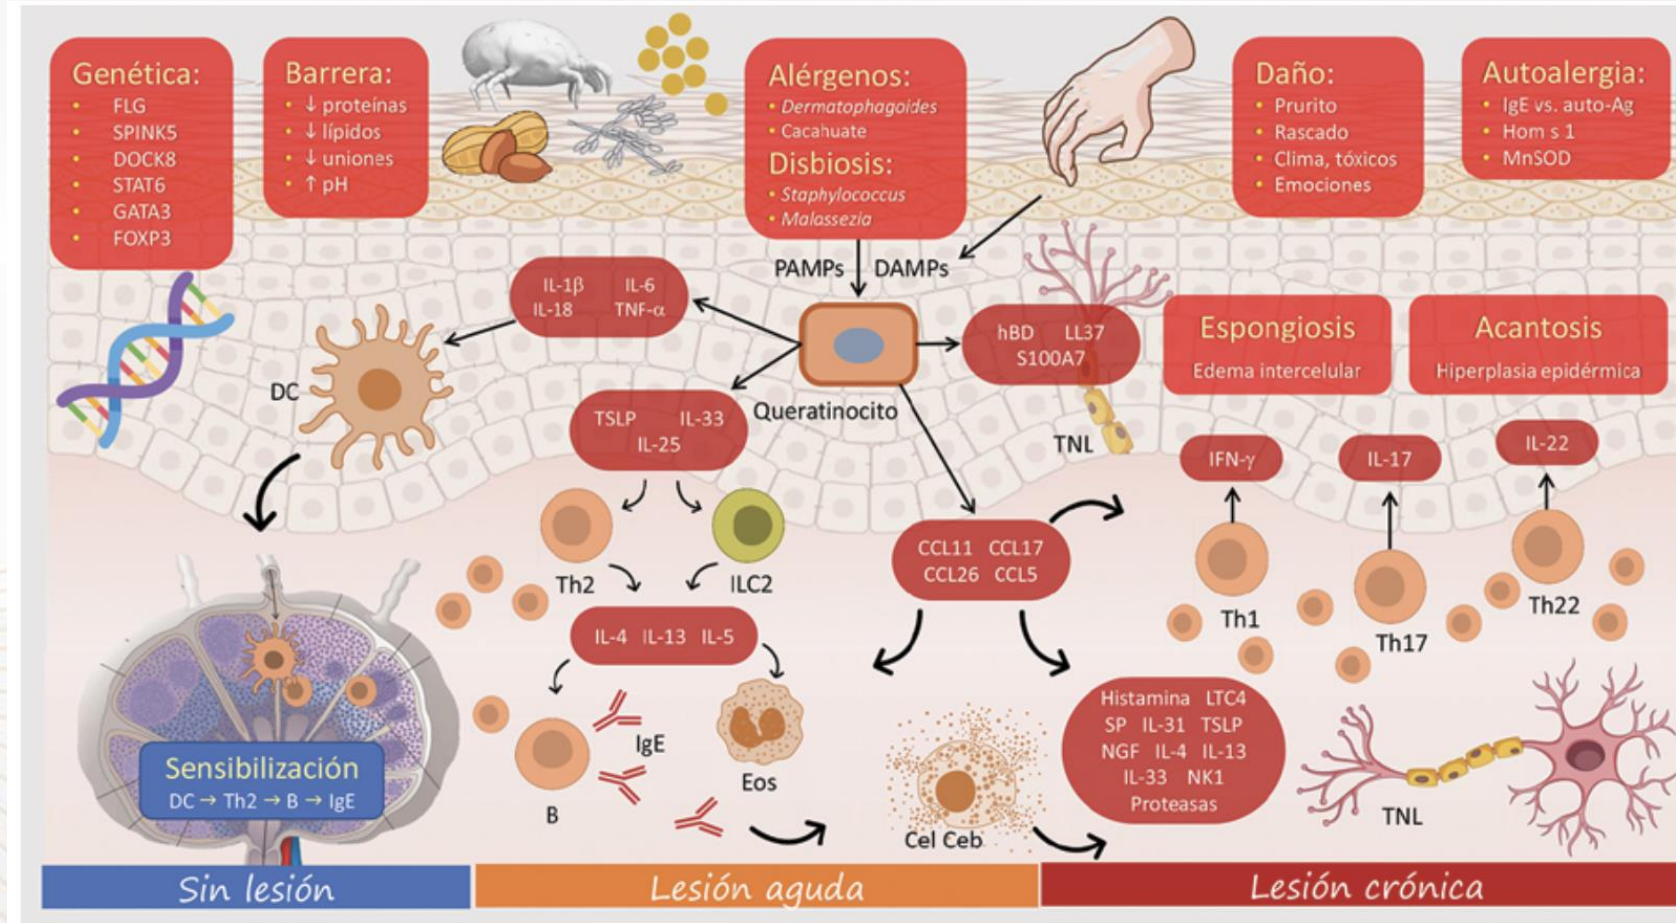 Genética:
• FLG
• SPINK5
• DOCK8
• STAT6
• GATA3
• FOXP3
Barrera:
• ↓ proteínas
• ↓ lípidos
• ↓ uniones
• ↑ pH
Alérgenos:
• Dermatophagoides
• Cacahuate
Disbiosis:
• Staphylococcus
• Malassezia
Daño:
• Prurito
• Rascado
• Clima, tóxicos
• Emociones
Autoalergia:
• IgE vs. auto-Ag
• Hom s 1
• MnSOD
PAMPs
DAMPs
IL-1β IL-6
IL-18 TNF-α
DC
Queratinocito
hBD LL37
S100A7
TNL
Espongiosis
Edema intercelular
Acantosis
Hiperplasia epidérmica
TSLP IL-33
IL-25
Th2
ILC2
IL-4 IL-13 IL-5
B
IgE
Eos
CCL11 CCL17
CCL26 CCL5
IFN-γ
IL-17
IL-22
Th1
Th17
Th22
Sensibilización
DC → Th2 → B → IgE
Cel Ceb
Histamina LTC4
SP IL-31 TSLP
NGF IL-4 IL-13
IL-33 NK1
Proteasas
TNL
Sin lesión
Lesión aguda
Lesión crónica